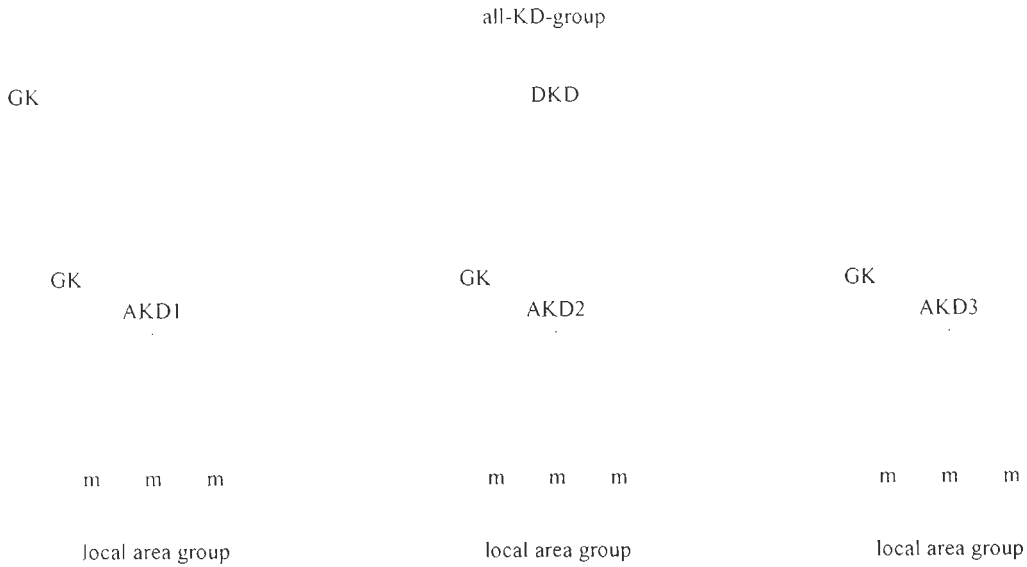 all-KD-group
GK DKD
GK GK GK
AKD1 AKD2 AKD3
m m m m m m m m m
local area group local area group local area group